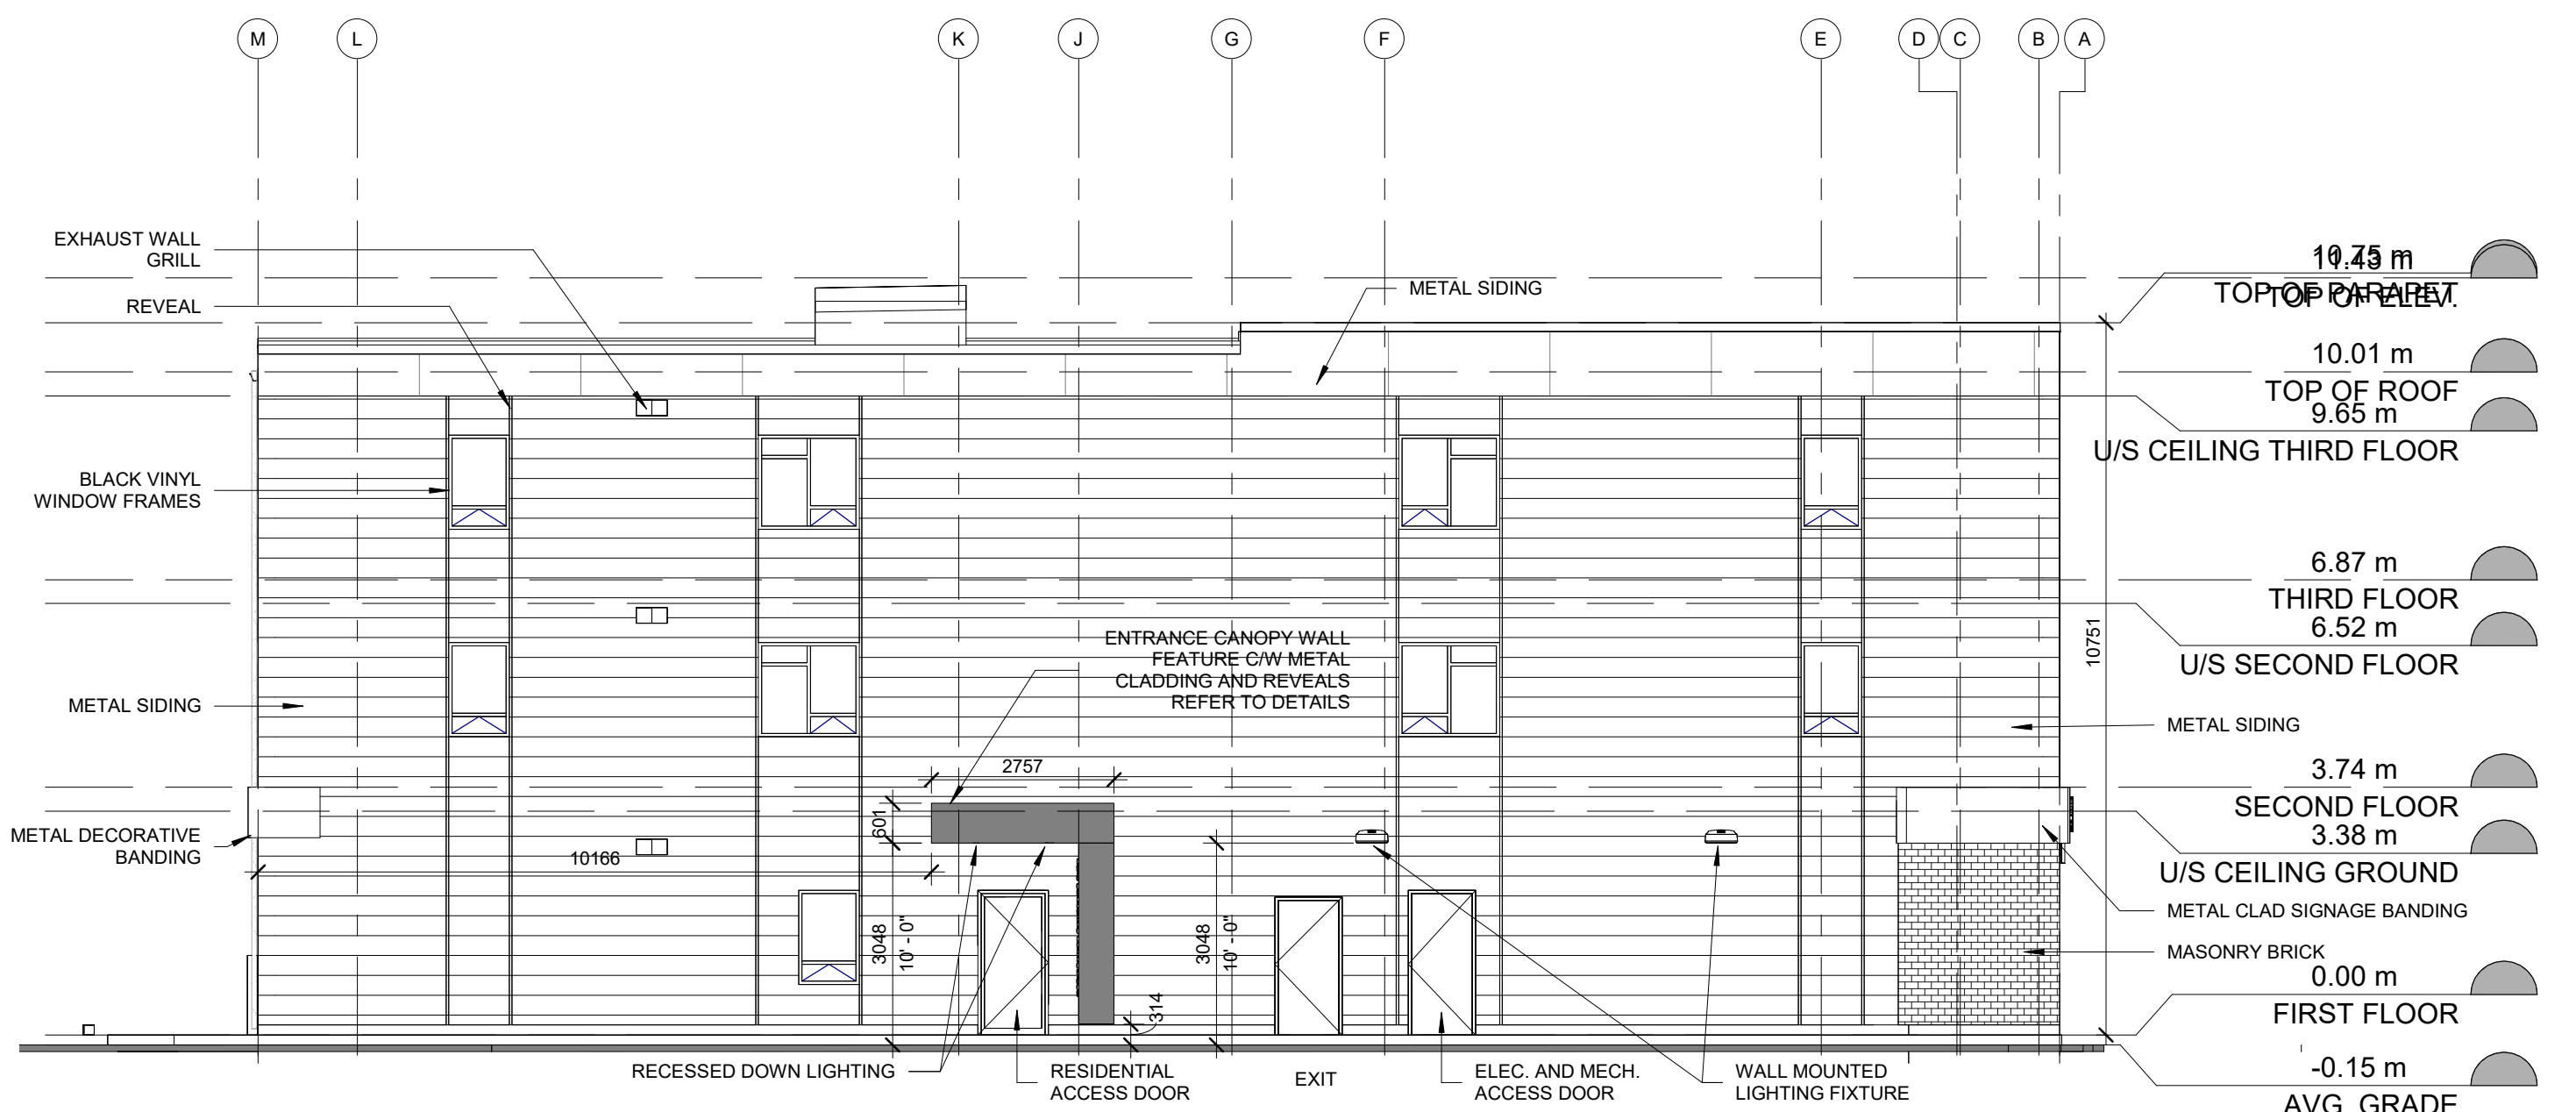 M L K J G F E D C B A
EXHAUST WALL
GRILL
REVEAL
METAL SIDING
10.75 m
11.43 m
TOP OF PARAPET
TOP OF ELEV.
10.01 m
TOP OF ROOF
9.65 m
U/S CEILING THIRD FLOOR
BLACK VINYL
WINDOW FRAMES
6.87 m
THIRD FLOOR
6.52 m
U/S SECOND FLOOR
ENTRANCE CANOPY WALL
FEATURE C/W METAL
CLADDING AND REVEALS
REFER TO DETAILS
10751
METAL SIDING
METAL SIDING
2757
3.74 m
SECOND FLOOR
601
METAL DECORATIVE
BANDING
10166
3.38 m
U/S CEILING GROUND
METAL CLAD SIGNAGE BANDING
3048
10' - 0"
3048
10' - 0"
MASONRY BRICK
0.00 m
FIRST FLOOR
314
RECESSED DOWN LIGHTING
RESIDENTIAL
ACCESS DOOR
EXIT
ELEC. AND MECH.
ACCESS DOOR
WALL MOUNTED
LIGHTING FIXTURE
-0.15 m
AVG. GRADE